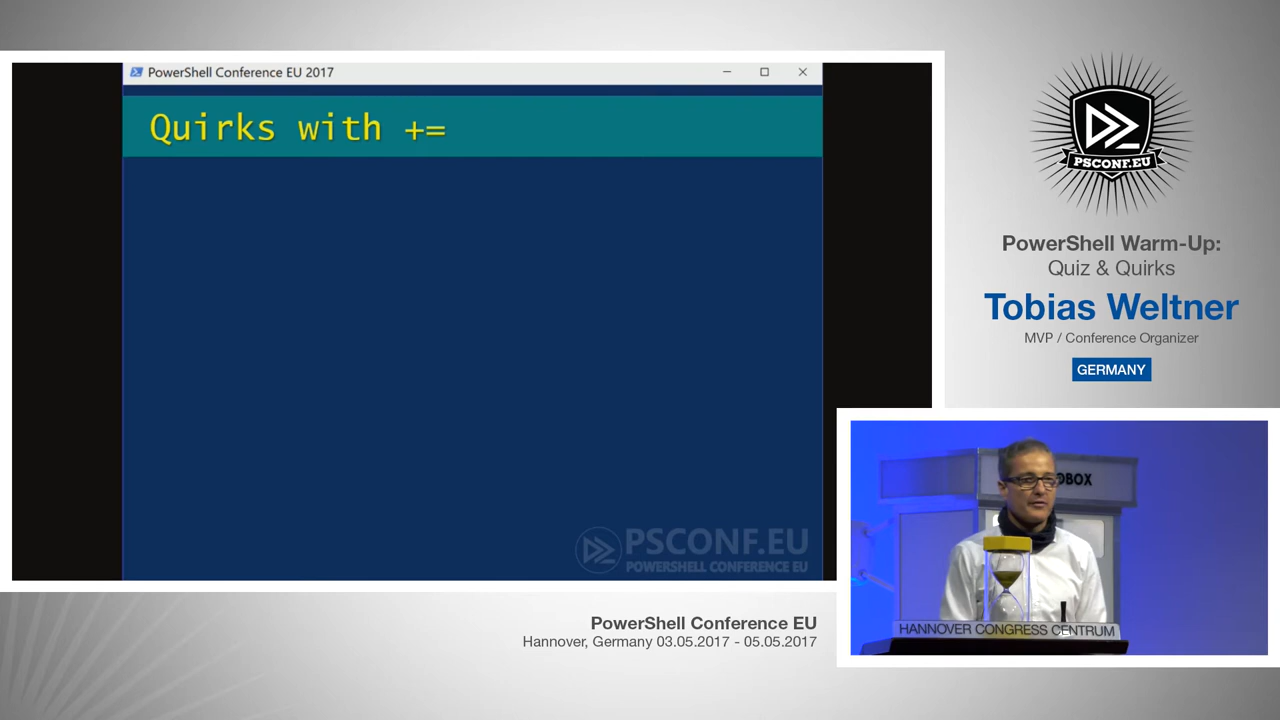 PowerShell Conference EU 2017
Quirks with +=
PSCONF.EU
POWERSHELL CONFERENCE EU
PSCONF.EU
PowerShell Warm-Up:
Quiz & Quirks
Tobias Weltner
MVP / Conference Organizer
GERMANY
HANNOVER CONGRESS CENTRUM
PowerShell Conference EU
Hannover, Germany 03.05.2017 - 05.05.2017